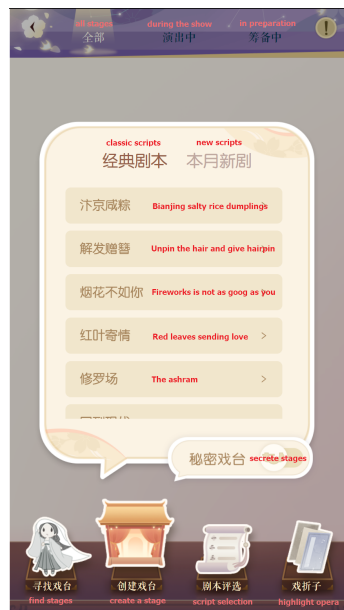 all stages during the show in preparation
全部 演出中 筹备中
classic scripts new scripts
经典剧本 本月新剧
汴京咸粽 Bianjing salty rice dumplings
解发赠簪 Unpin the hair and give hairpin
烟花不如你 Fireworks is not as goog as you
红叶寄情 Red leaves sending love
修罗场 The ashram
秘密戏台 secrete stages
寻找戏台 创建戏台 剧本评选 戏折子
find stages create a stage script selection highlight opera